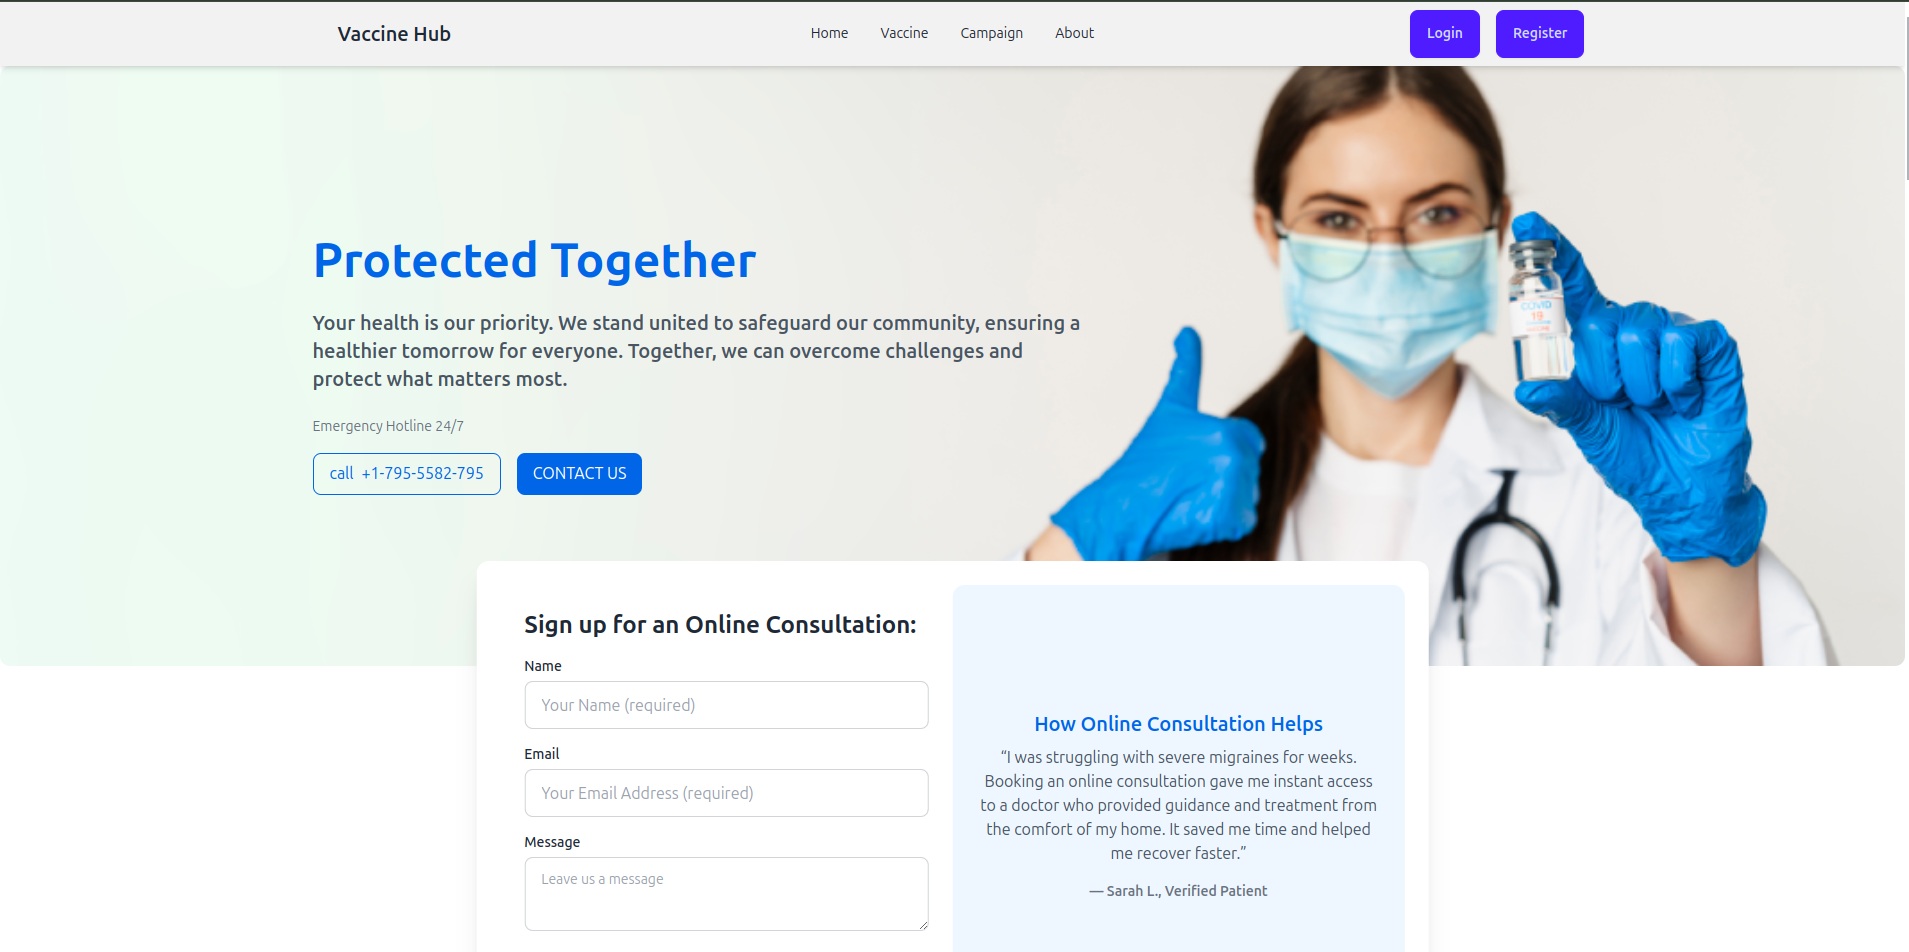 Vaccine Hub
Home
Vaccine
Campaign
About
Login
Register
Protected Together
Your health is our priority. We stand united to safeguard our community, ensuring a
healthier tomorrow for everyone. Together, we can overcome challenges and
protect what matters most.
Emergency Hotline 24/7
call +1-795-5582-795
CONTACT US
COVID
19
VACCINE
Sign up for an Online Consultation:
Name
Your Name (required)
Email
Your Email Address (required)
Message
Leave us a message
How Online Consultation Helps
“I was struggling with severe migraines for weeks.
Booking an online consultation gave me instant access
to a doctor who provided guidance and treatment from
the comfort of my home. It saved me time and helped
me recover faster.”
— Sarah L., Verified Patient